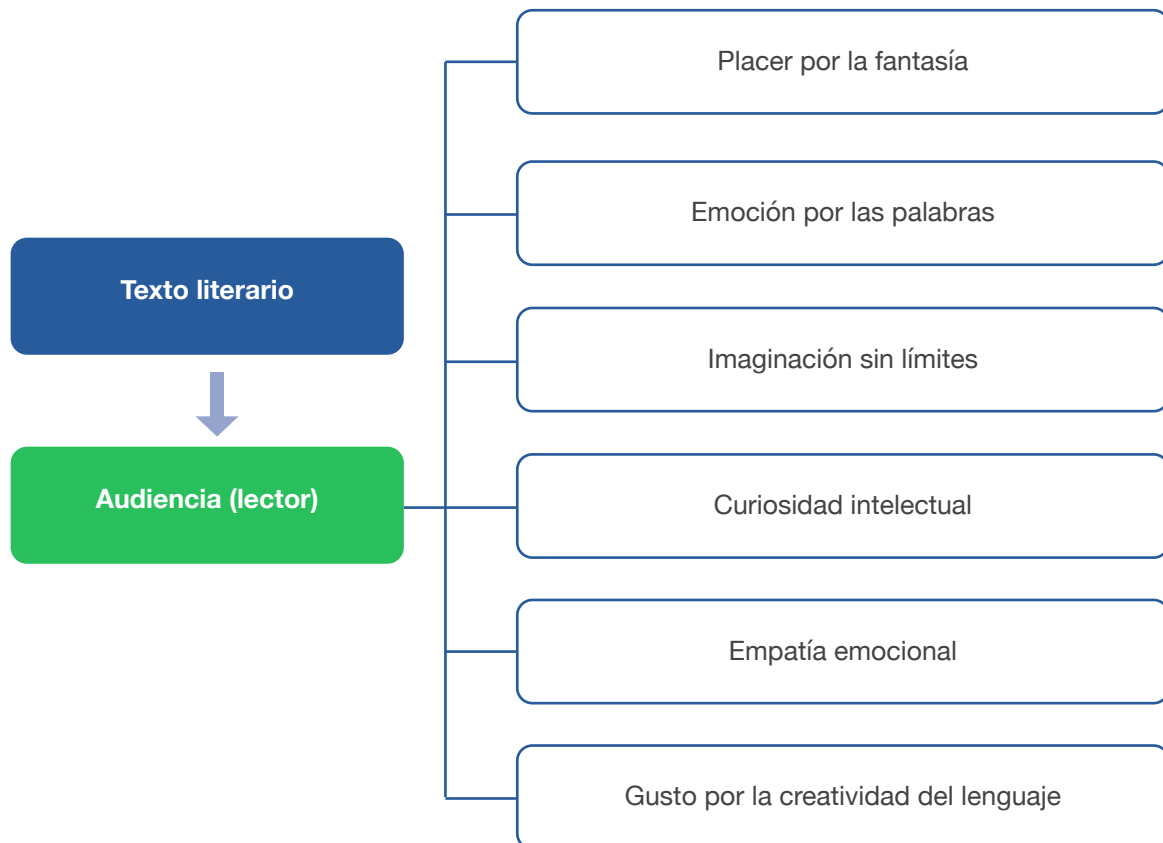 Texto literario
Audiencia (lector)
Placer por la fantasía
Emoción por las palabras
Imaginación sin límites
Curiosidad intelectual
Empatía emocional
Gusto por la creatividad del lenguaje